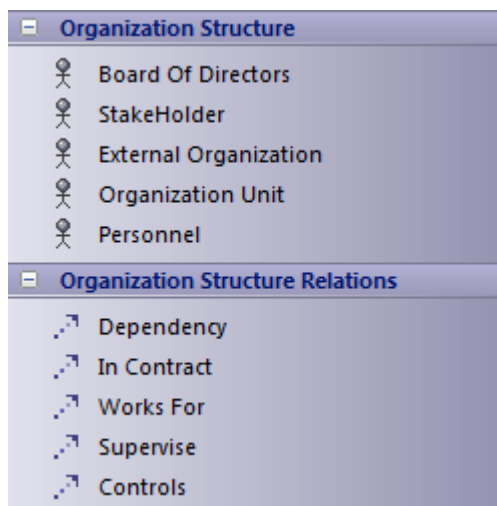 Organization Structure
Board Of Directors
StakeHolder
External Organization
Organization Unit
Personnel
Organization Structure Relations
Dependency
In Contract
Works For
Supervise
Controls